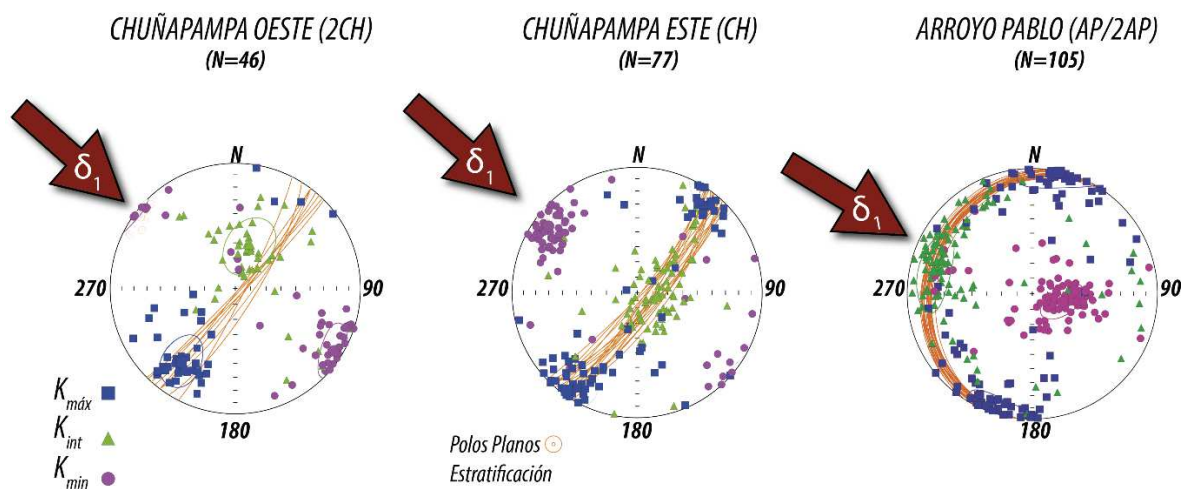 CHUÑAPAMPA OESTE (2CH)
(N=46)
CHUÑAPAMPA ESTE (CH)
(N=77)
ARROYO PABLO (AP/2AP)
(N=105)
δ1
δ1
δ1
N
270
90
180
N
270
90
180
N
270
90
180
Kmáx
Kint
Kmin
Polos Planos
Estratificación